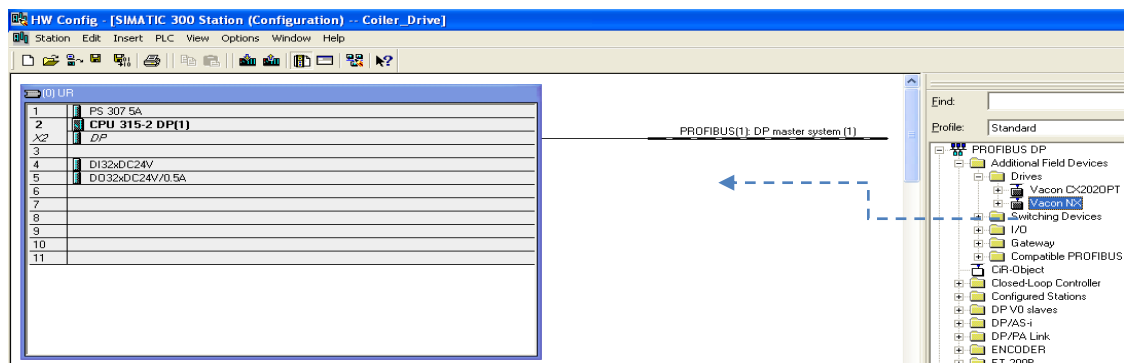 HW Config - [SIMATIC 300 Station (Configuration) -- Coiler_Drive]
Station Edit Insert PLC View Options Window Help
(0) UR
1 PS 307 5A
2 CPU 315-2 DP(1)
X2 DP
3
4 DI32xDC24V
5 DO32xDC24V/0.5A
6
7
8
9
10
11
PROFIBUS(1): DP master system (1)
Find:
Profile: Standard
PROFIBUS DP
Additional Field Devices
Drives
Vacon CX2020PT
Vacon NX
Switching Devices
I/O
Gateway
Compatible PROFIBUS
CiR-Object
Closed-Loop Controller
Configured Stations
DP V0 slaves
DP/AS-i
DP/PA Link
ENCODER
ET 200B